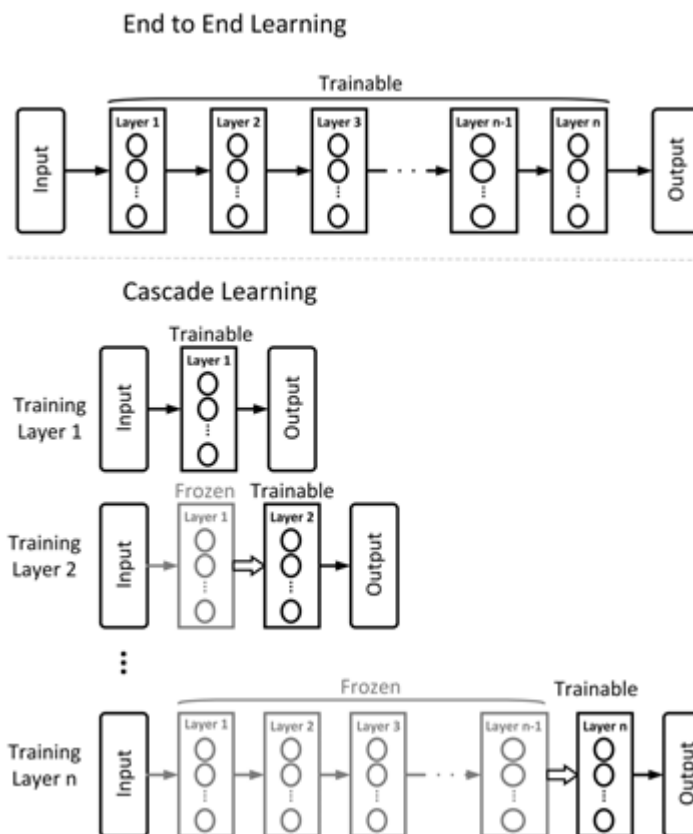 End to End Learning
Trainable
Input
Layer 1
Layer 2
Layer 3
Layer n-1
Layer n
Output
Cascade Learning
Trainable
Training
Layer 1
Input
Layer 1
Output
Frozen
Trainable
Training
Layer 2
Input
Layer 1
Layer 2
Output
Frozen
Trainable
Training
Layer n
Input
Layer 1
Layer 2
Layer 3
Layer n-1
Layer n
Output